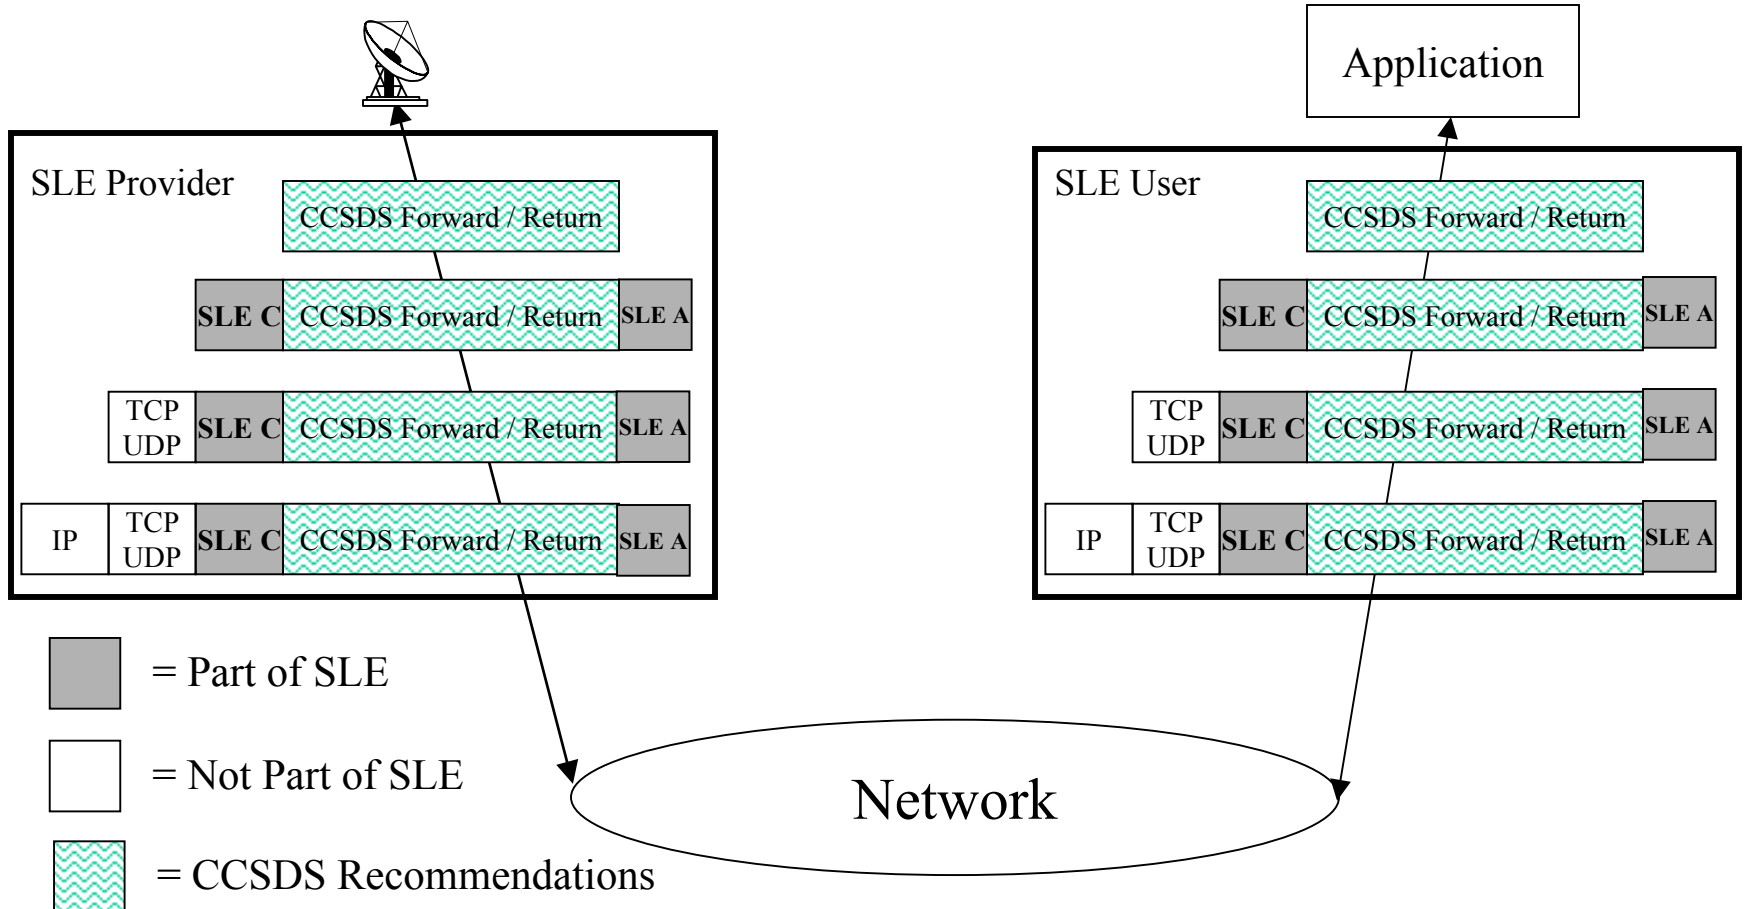 Application
SLE Provider
CCSDS Forward / Return
SLE C CCSDS Forward / Return SLE A
TCP
UDP
SLE C CCSDS Forward / Return SLE A
IP
TCP
UDP
SLE C CCSDS Forward / Return SLE A
SLE User
CCSDS Forward / Return
SLE C CCSDS Forward / Return SLE A
TCP
UDP
SLE C CCSDS Forward / Return SLE A
IP
TCP
UDP
SLE C CCSDS Forward / Return SLE A
= Part of SLE
= Not Part of SLE
= CCSDS Recommendations
Network